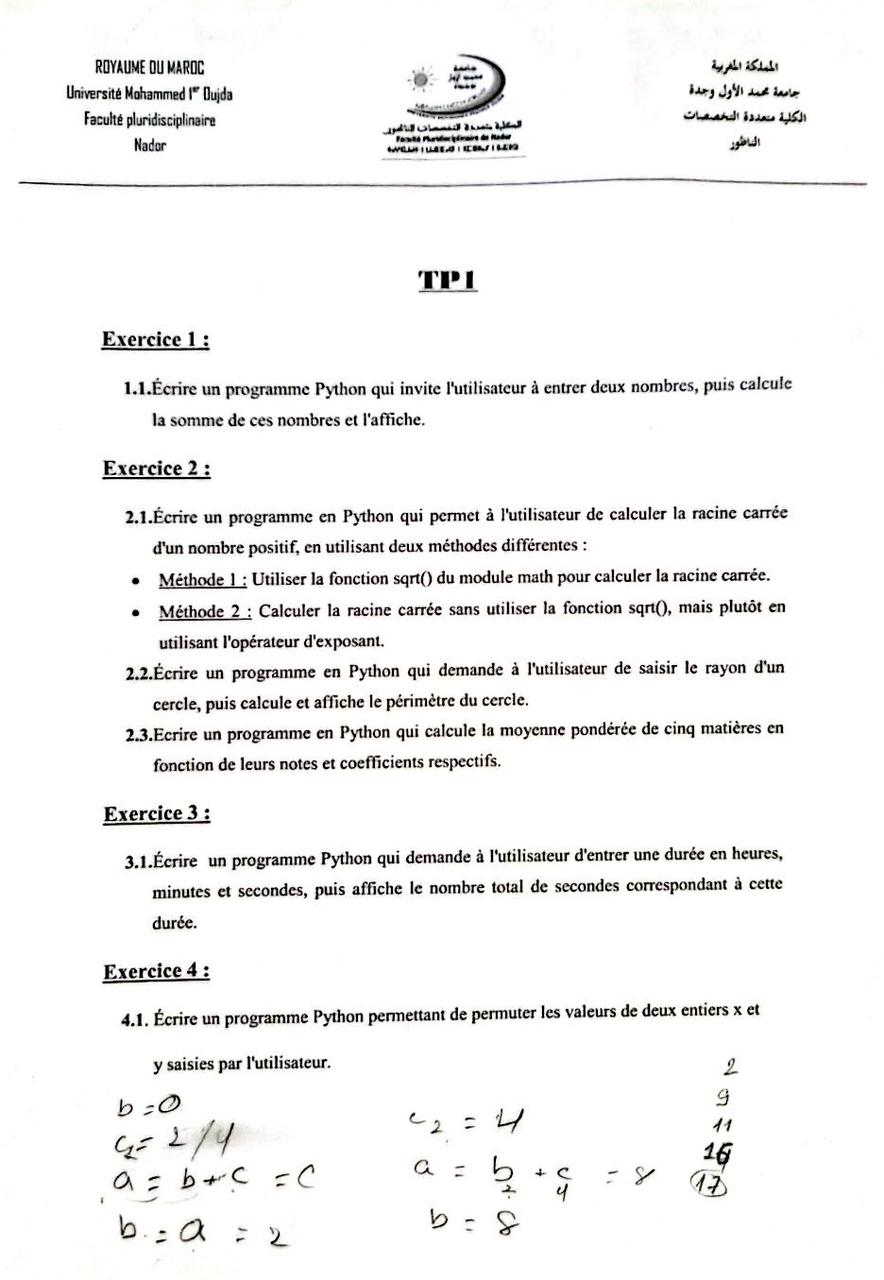 ROYAUME DU MAROC
Université Mohammed Iᵉʳ Oujda
Faculté pluridisciplinaire
Nador
المملكة المغربية
جامعة محمد الأول وجدة
الكلية متعددة التخصصات
الناظور
الكلية متعددة التخصصات الناظور
Faculté Pluridisciplinaire de Nador
TP1
Exercice 1 :
1.1.Écrire un programme Python qui invite l'utilisateur à entrer deux nombres, puis calcule
la somme de ces nombres et l'affiche.
Exercice 2 :
2.1.Écrire un programme en Python qui permet à l'utilisateur de calculer la racine carrée
d'un nombre positif, en utilisant deux méthodes différentes :
• Méthode 1 : Utiliser la fonction sqrt() du module math pour calculer la racine carrée.
• Méthode 2 : Calculer la racine carrée sans utiliser la fonction sqrt(), mais plutôt en
utilisant l'opérateur d'exposant.
2.2.Écrire un programme en Python qui demande à l'utilisateur de saisir le rayon d'un
cercle, puis calcule et affiche le périmètre du cercle.
2.3.Ecrire un programme en Python qui calcule la moyenne pondérée de cinq matières en
fonction de leurs notes et coefficients respectifs.
Exercice 3 :
3.1.Écrire un programme Python qui demande à l'utilisateur d'entrer une durée en heures,
minutes et secondes, puis affiche le nombre total de secondes correspondant à cette
durée.
Exercice 4 :
4.1. Écrire un programme Python permettant de permuter les valeurs de deux entiers x et
y saisies par l'utilisateur.
b = 0
c2 = 2/4
a = b + c = c
b = a = 2
c2 = 4
a = b + c = 8
2 4
b = 8
2
9
11
16
17